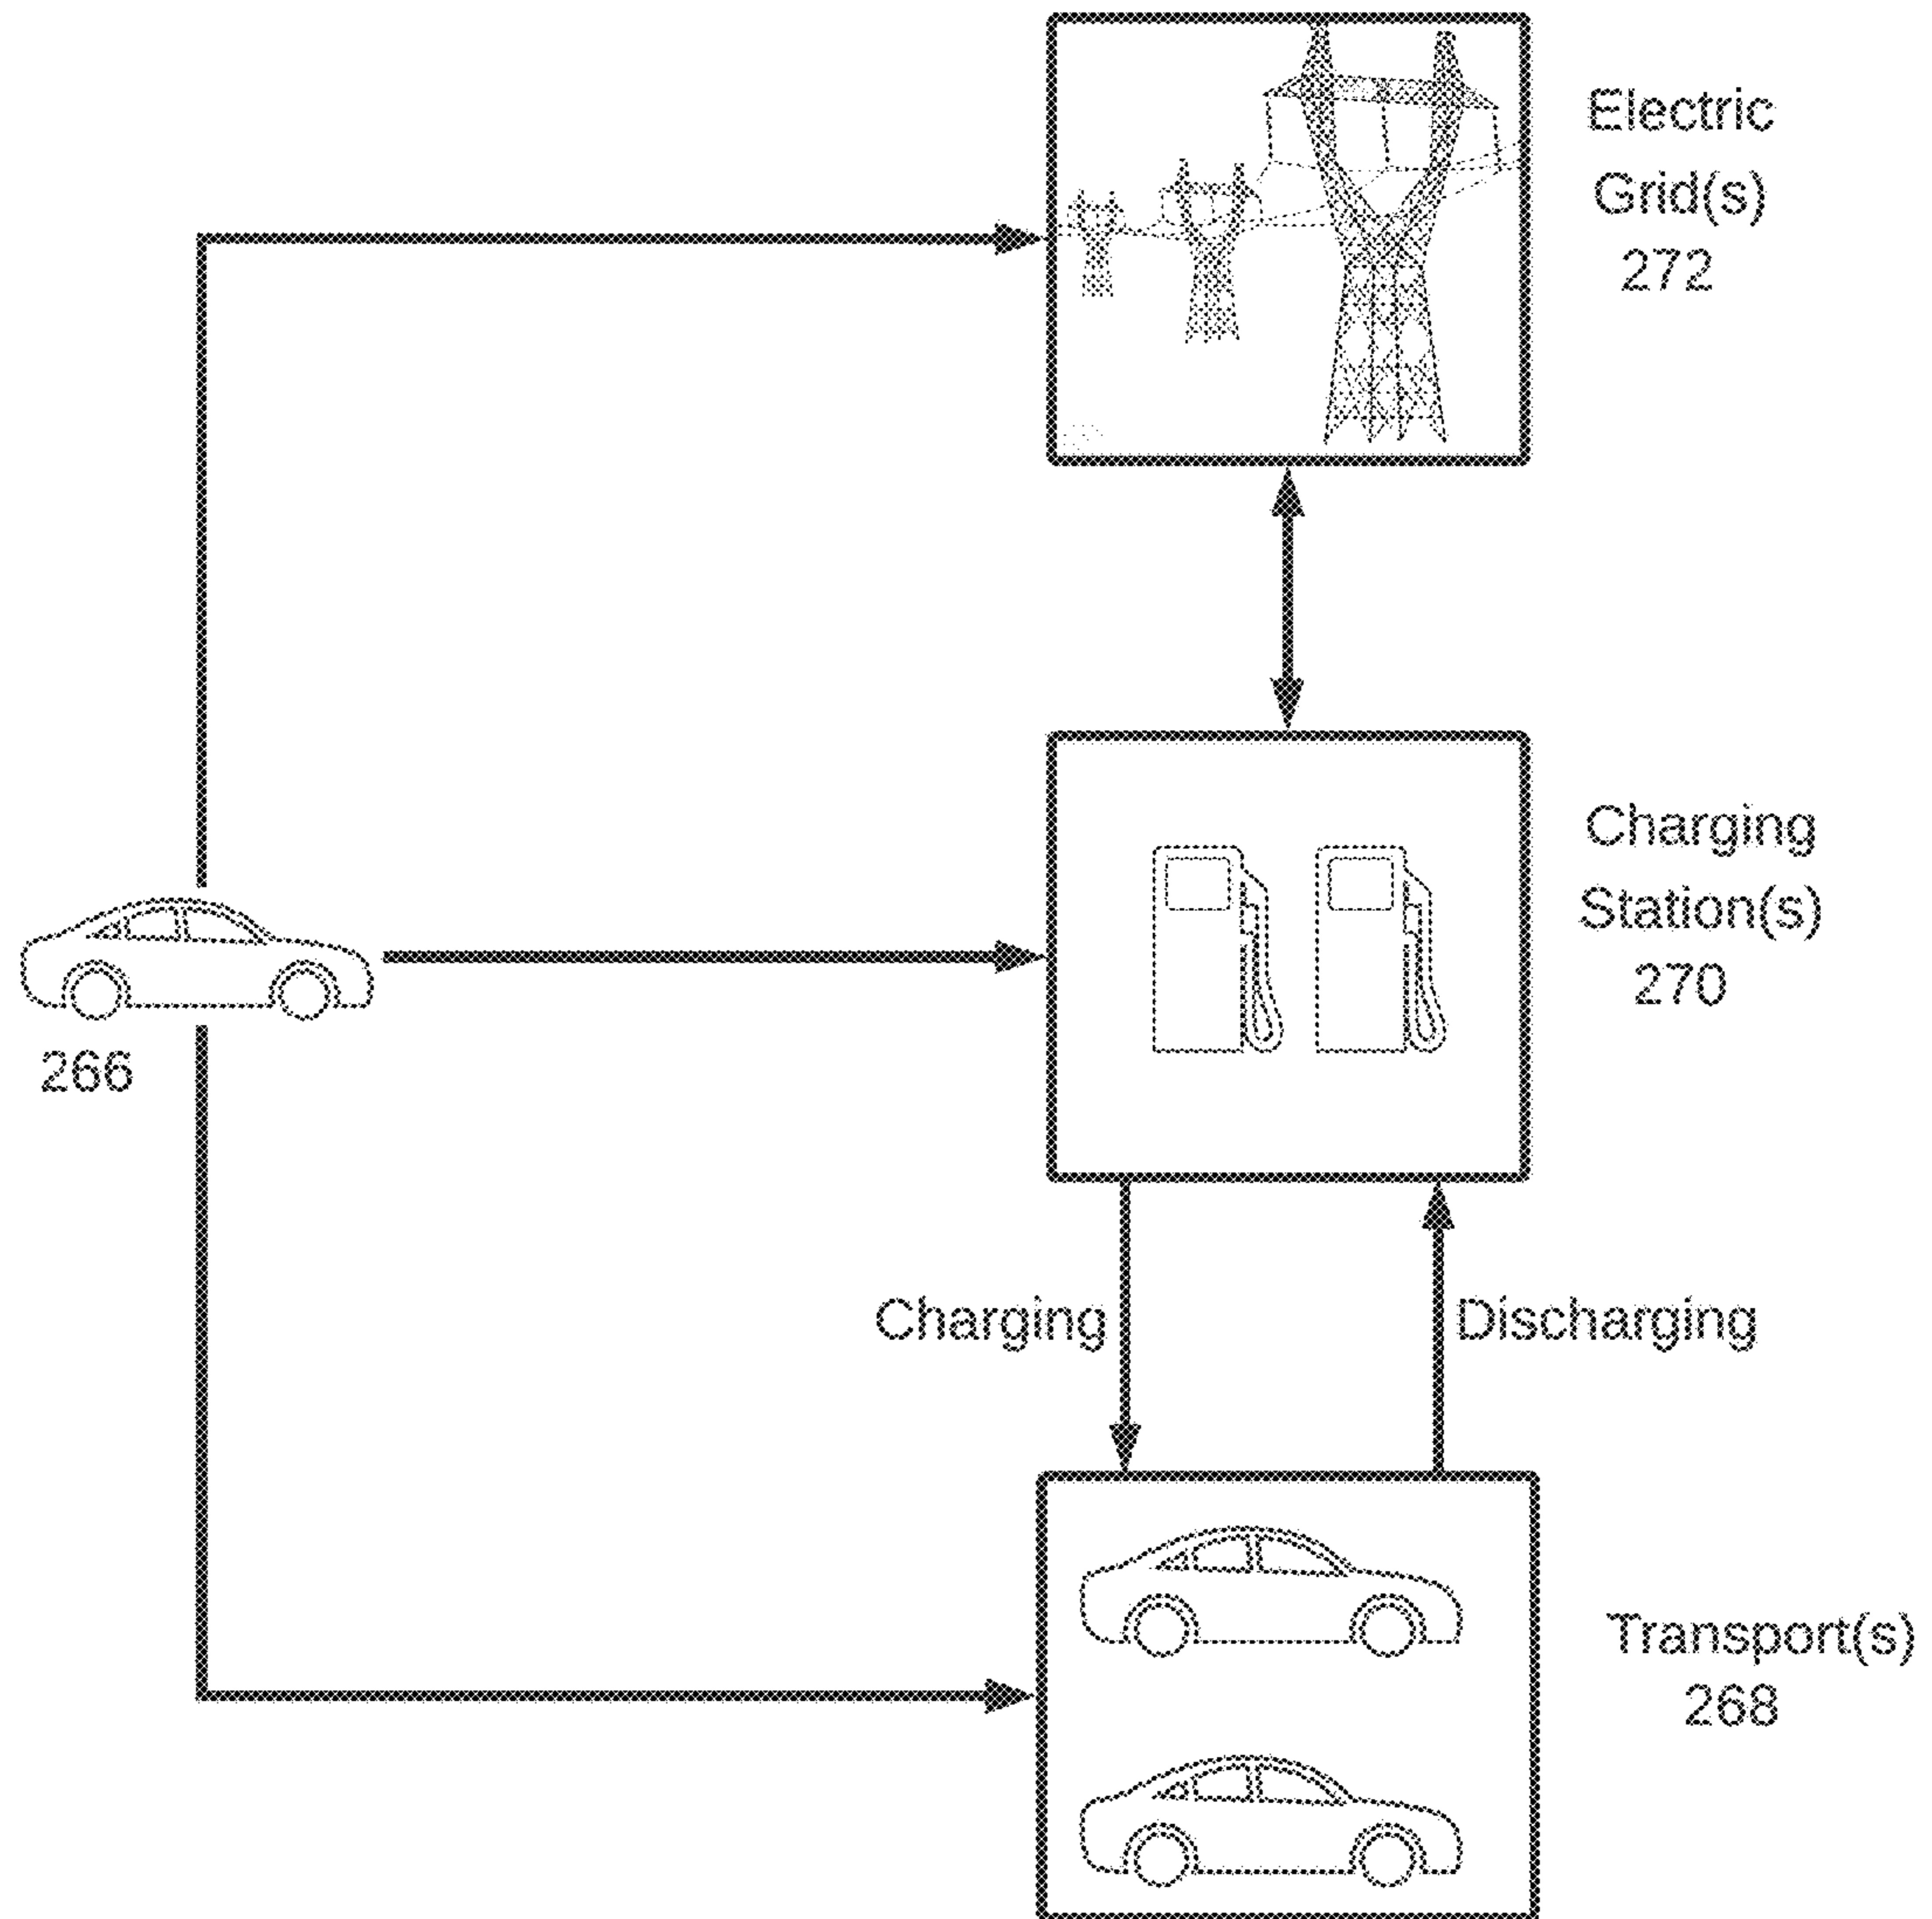 Electric
Grid(s)
272
Charging
Station(s)
270
266
Charging
Discharging
Transport(s)
268